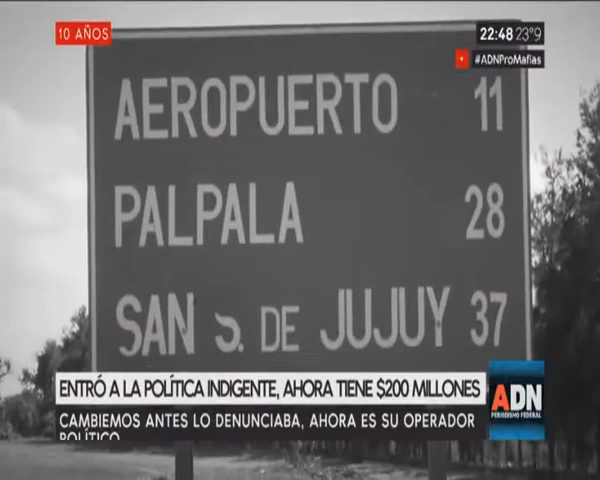 10 AÑOS
22:48 23°9
#ADNProMafias
AEROPUERTO 11
PALPALA 28
SAN S. DE JUJUY 37
ENTRÓ A LA POLÍTICA INDIGENTE, AHORA TIENE $200 MILLONES
CAMBIEMOS ANTES LO DENUNCIABA, AHORA ES SU OPERADOR
POLÍTICO
ADN
PERIODISMO FEDERAL